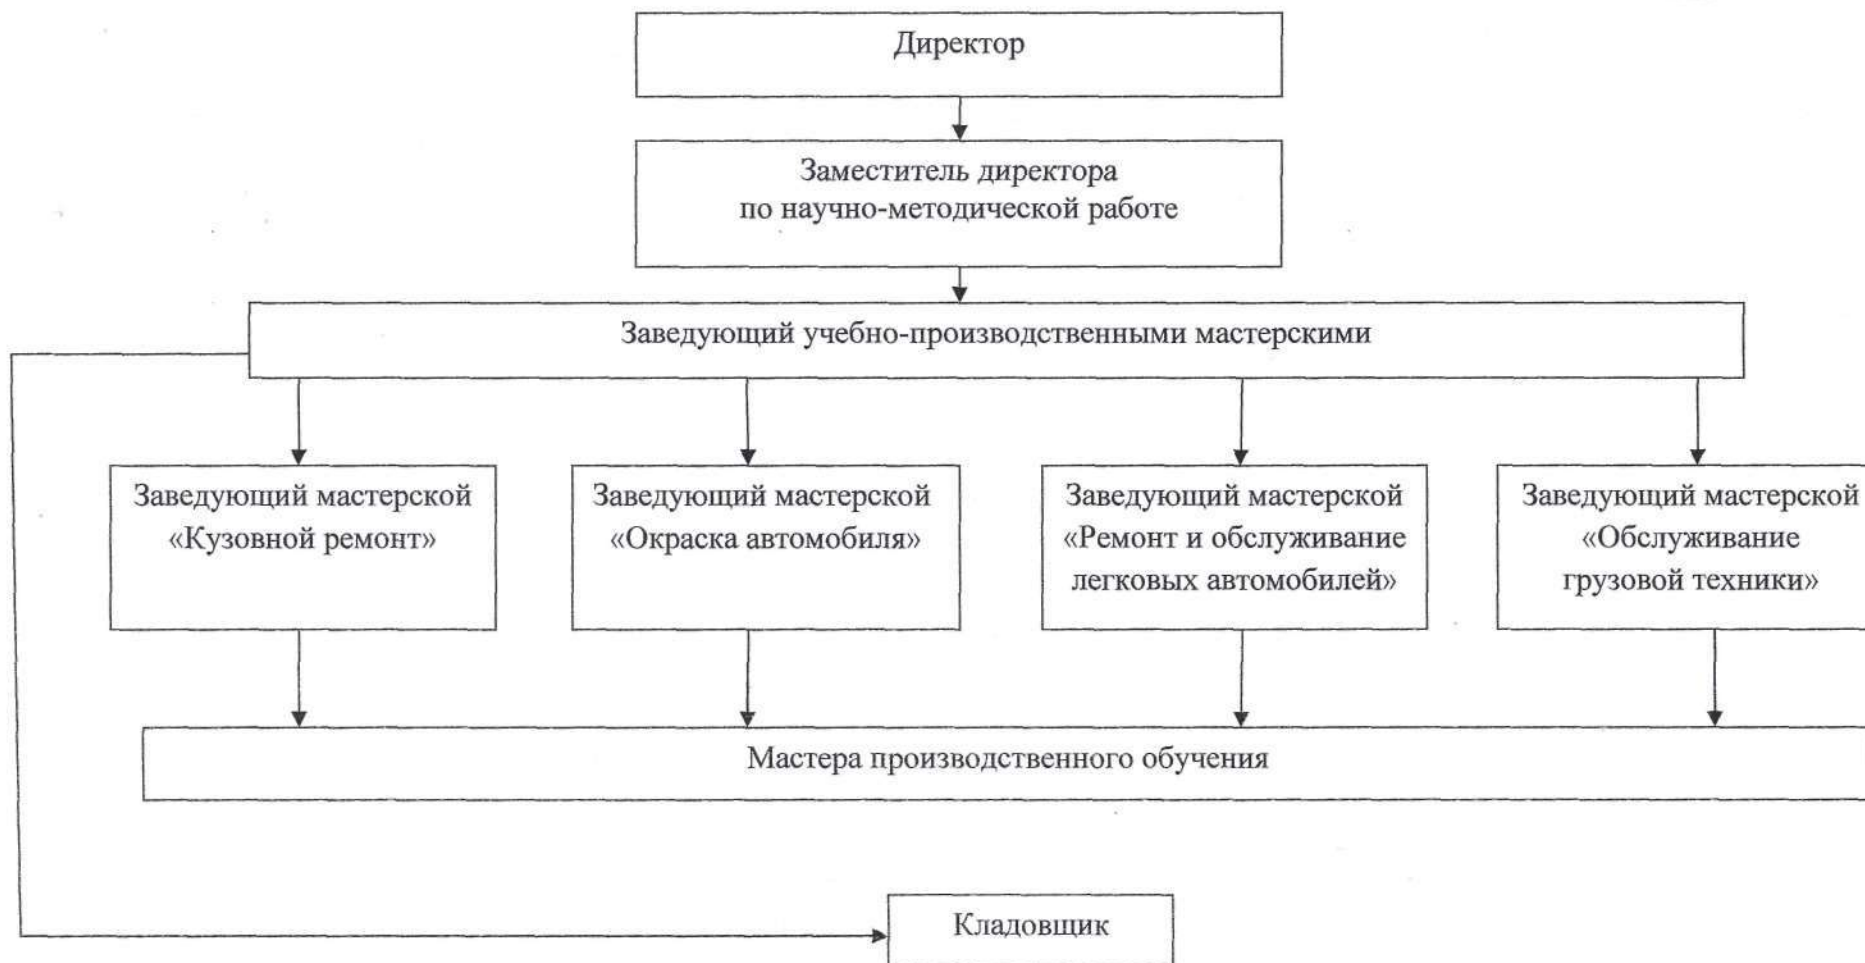 Директор
Заместитель директора
по научно-методической работе
Заведующий учебно-производственными мастерскими
Заведующий мастерской
«Кузовной ремонт»
Заведующий мастерской
«Окраска автомобиля»
Заведующий мастерской
«Ремонт и обслуживание
легковых автомобилей»
Заведующий мастерской
«Обслуживание
грузовой техники»
Мастера производственного обучения
Кладовщик